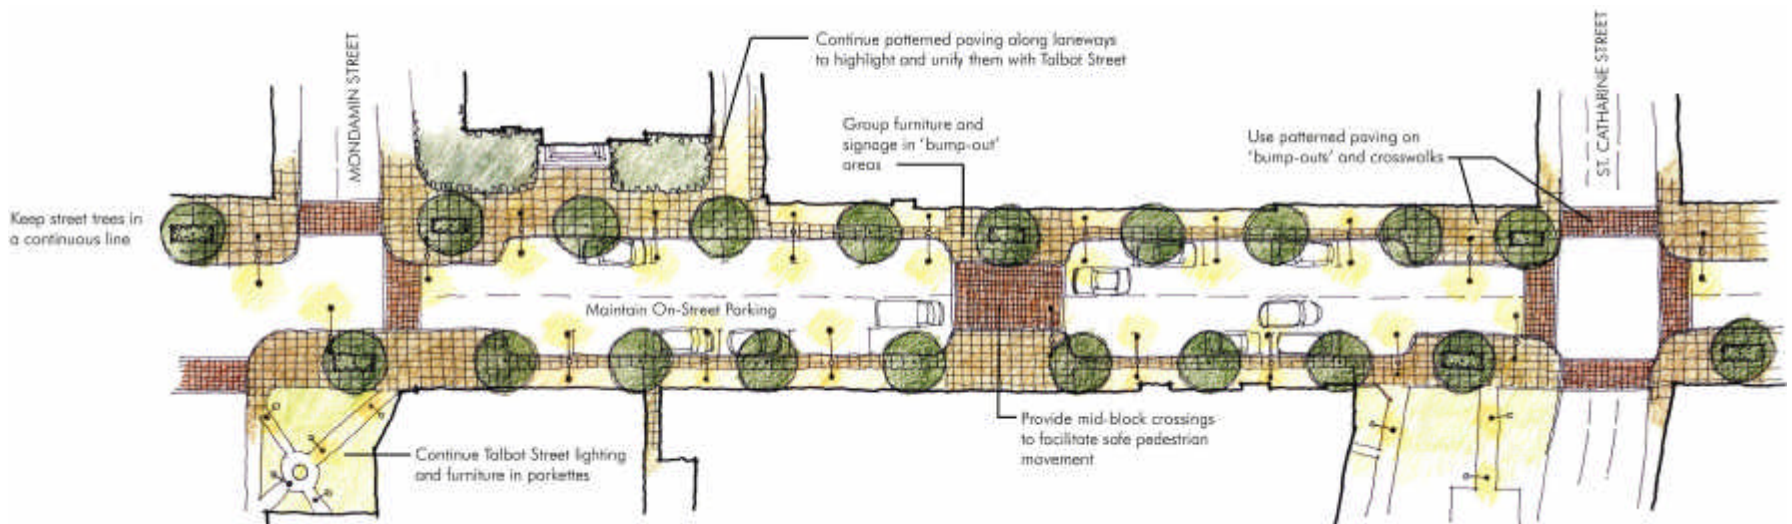 MONDAMIN STREET
Continue patterned paving along laneways
to highlight and unify them with Talbot Street
ST. CATHARINE STREET
Group furniture and
signage in 'bump-out'
areas
Use patterned paving on
'bump-outs' and crosswalks
Keep street trees in
a continuous line
Maintain On-Street Parking
Provide mid-block crossings
to facilitate safe pedestrian
movement
Continue Talbot Street lighting
and furniture in parkettes